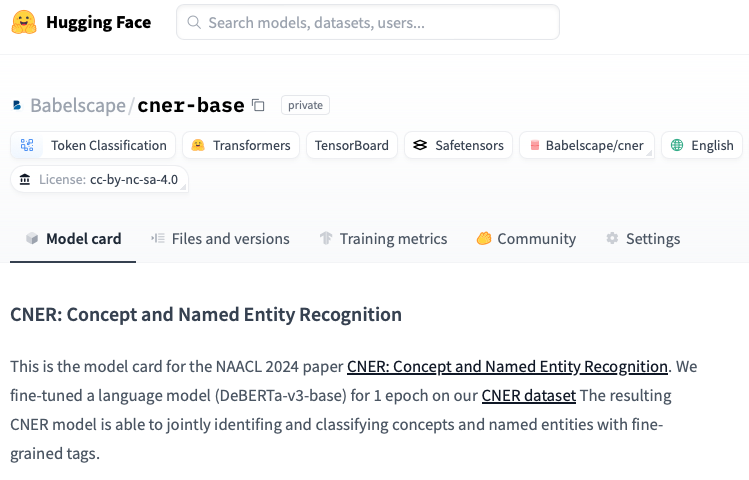 Hugging Face
Search models, datasets, users...
Babelscape/cner-base private
Token Classification Transformers TensorBoard Safetensors Babelscape/cner English
License: cc-by-nc-sa-4.0
Model card Files and versions Training metrics Community Settings
CNER: Concept and Named Entity Recognition
This is the model card for the NAACL 2024 paper CNER: Concept and Named Entity Recognition. We
fine-tuned a language model (DeBERTa-v3-base) for 1 epoch on our CNER dataset The resulting
CNER model is able to jointly identifing and classifying concepts and named entities with fine-
grained tags.